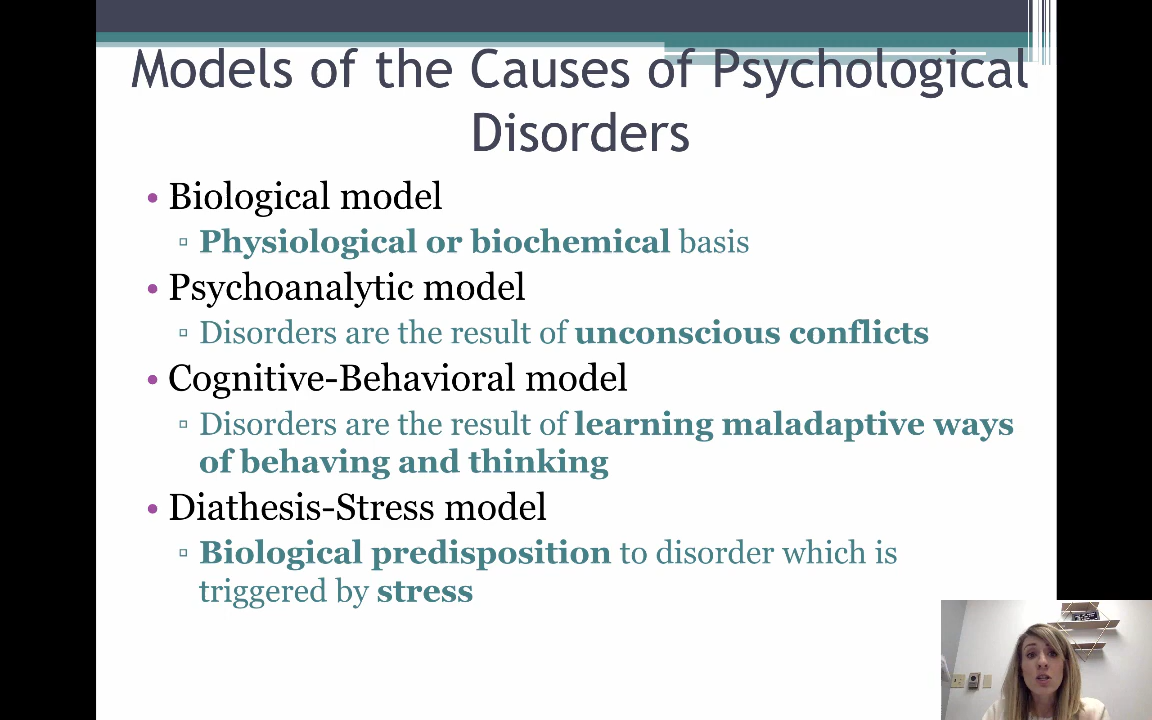 Models of the Causes of Psychological
Disorders
• Biological model
▫ Physiological or biochemical basis
• Psychoanalytic model
▫ Disorders are the result of unconscious conflicts
• Cognitive-Behavioral model
▫ Disorders are the result of learning maladaptive ways
of behaving and thinking
• Diathesis-Stress model
▫ Biological predisposition to disorder which is
triggered by stress